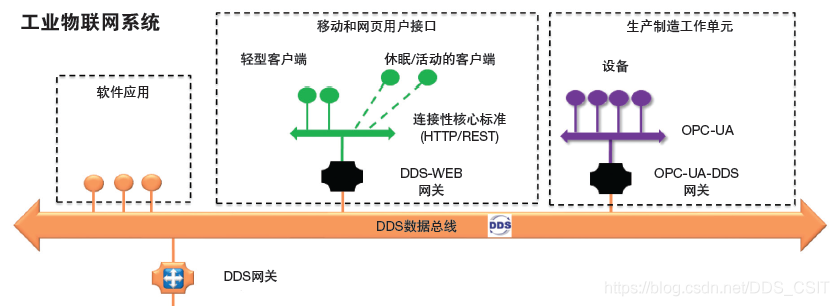 工业物联网系统
移动和网页用户接口
生产制造工作单元
轻型客户端
休眠/活动的客户端
设备
软件应用
连接性核心标准
(HTTP/REST)
OPC-UA
DDS-WEB
网关
OPC-UA-DDS
网关
DDS数据总线
DDS
DDS网关
https://blog.csdn.net/DDS_CSIT